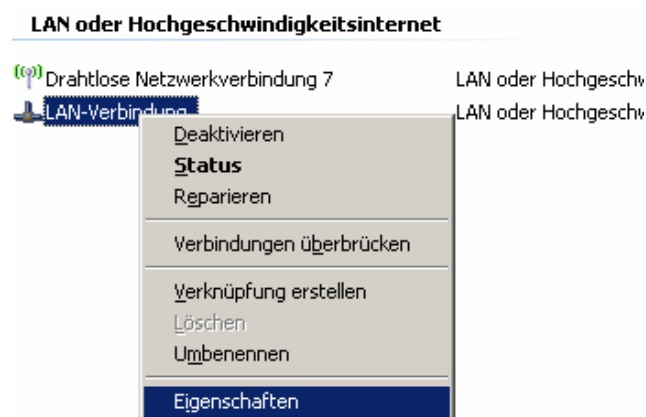 LAN oder Hochgeschwindigkeitsinternet
Drahtlose Netzwerkverbindung 7 LAN oder Hochgeschw
LAN-Verbindung LAN oder Hochgeschw
Deaktivieren
Status
Reparieren
Verbindungen überbrücken
Verknüpfung erstellen
Löschen
Umbenennen
Eigenschaften